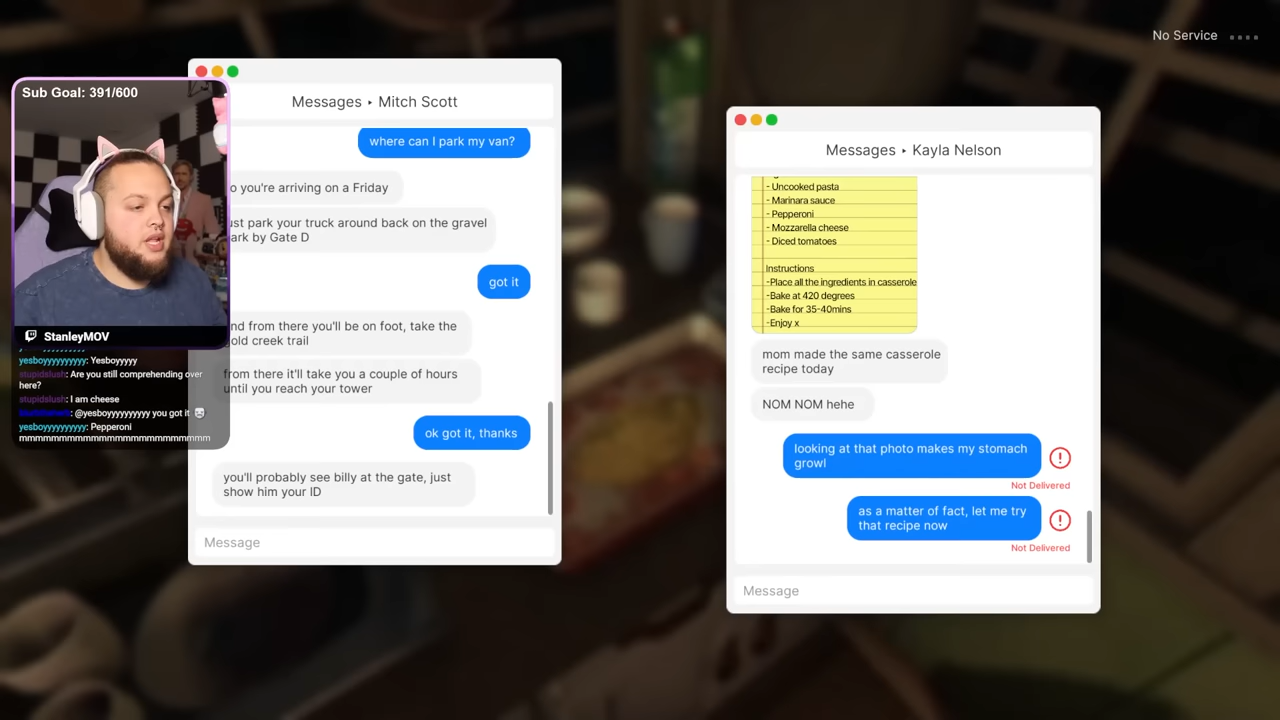 No Service
Sub Goal: 391/600
Messages ▸ Mitch Scott
where can I park my van?
o you're arriving on a Friday
ust park your truck around back on the gravel
ark by Gate D
got it
nd from there you'll be on foot, take the
old creek trail
from there it'll take you a couple of hours
until you reach your tower
ok got it, thanks
you'll probably see billy at the gate, just
show him your ID
Message
StanleyMOV
yesboyyyyyyyyyy: Yesboyyyy
stupidslush: Are you still comprehending over
here?
stupidslush: I am cheese
@yesboyyyyyyyyyy you got it
yesboyyyyyyyyyy: Pepperoni
mmmmmmmmmmmmmmmmmmmmmmm
Messages ▸ Kayla Nelson
- Uncooked pasta
- Marinara sauce
- Pepperoni
- Mozzarella cheese
- Diced tomatoes
Instructions
-Place all the ingredients in casserole
-Bake at 420 degrees
-Bake for 35-40mins
-Enjoy x
mom made the same casserole
recipe today
NOM NOM hehe
looking at that photo makes my stomach
growl
Not Delivered
as a matter of fact, let me try
that recipe now
Not Delivered
Message